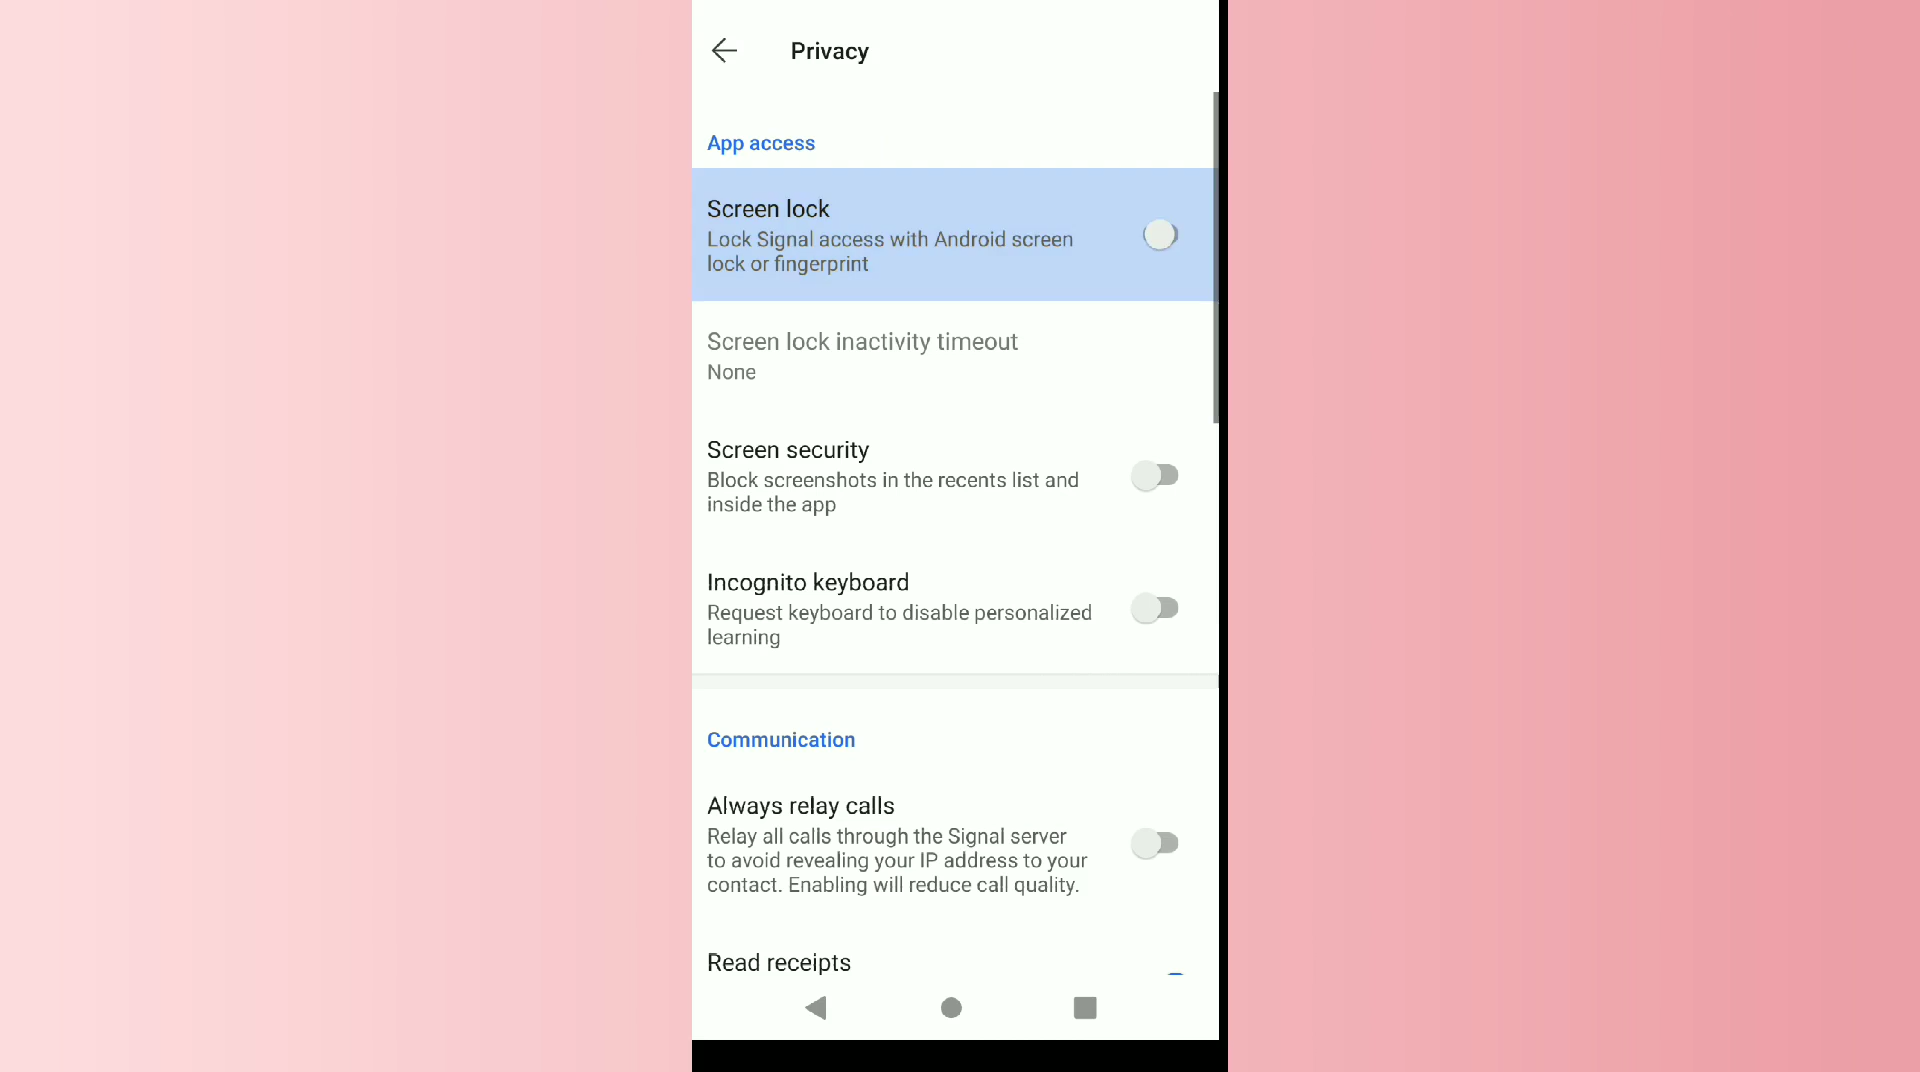 Privacy
App access
Screen lock
Lock Signal access with Android screen
lock or fingerprint
Screen lock inactivity timeout
None
Screen security
Block screenshots in the recents list and
inside the app
Incognito keyboard
Request keyboard to disable personalized
learning
Communication
Always relay calls
Relay all calls through the Signal server
to avoid revealing your IP address to your
contact. Enabling will reduce call quality.
Read receipts